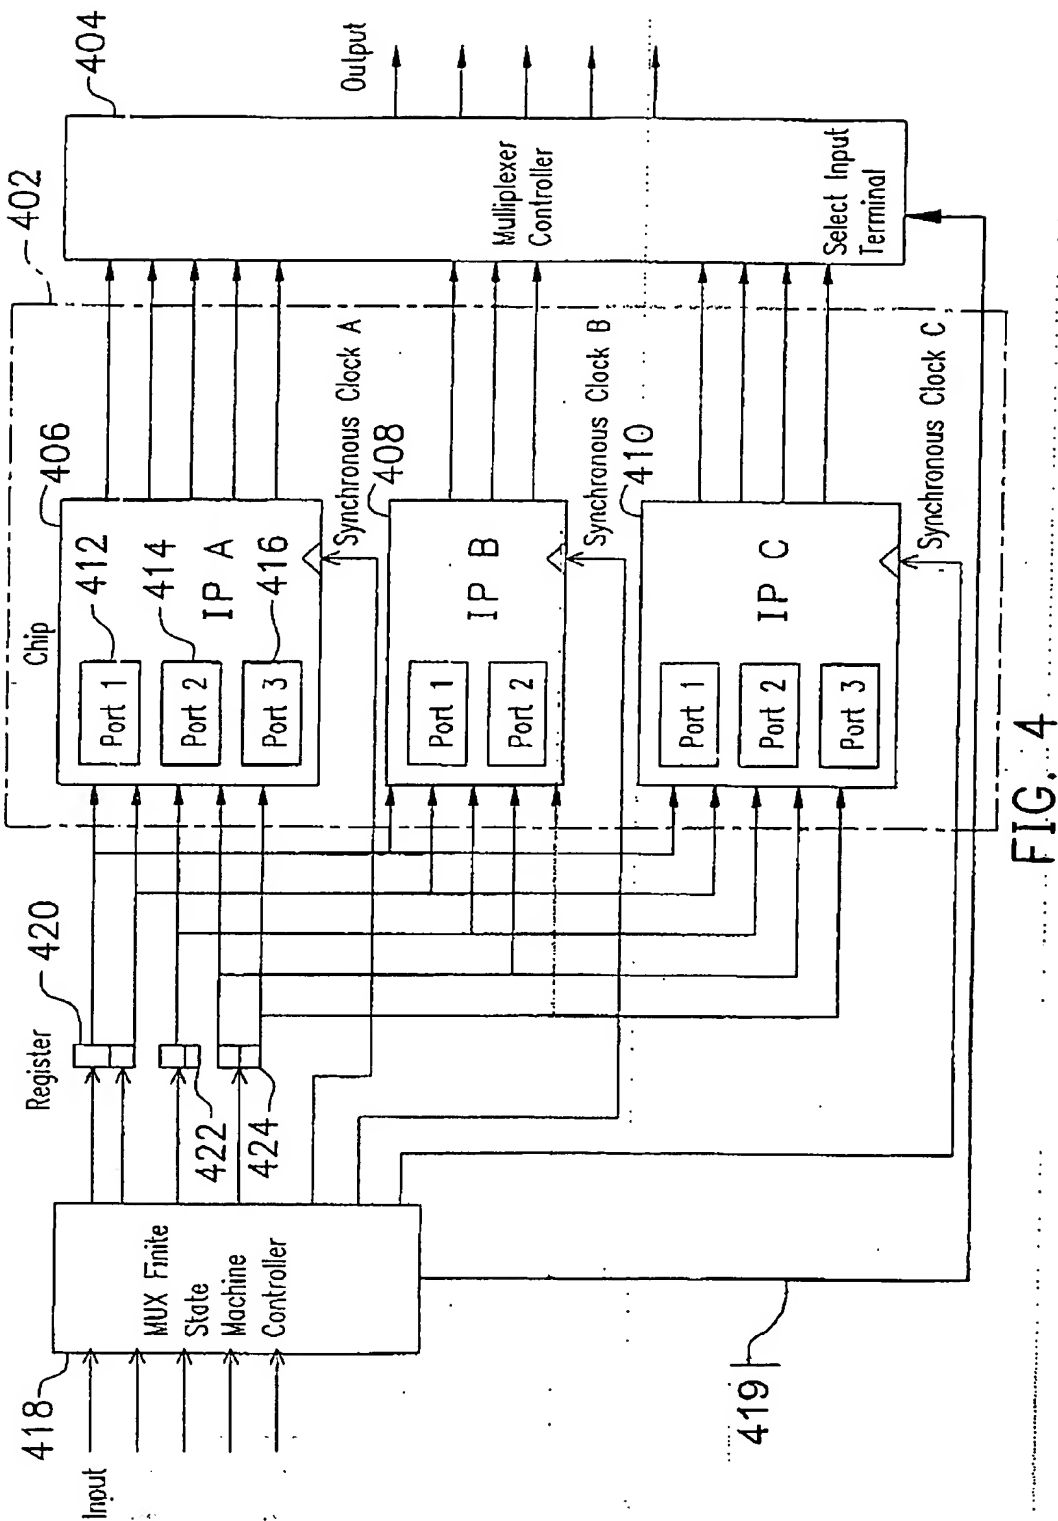 Input
418
MUX Finite
State
Machine
Controller
Register
420
422
424
419
Chip
402
406
Port 1
412
Port 2
414
Port 3
416
IP A
Synchronous Clock A
408
Port 1
Port 2
IP B
Synchronous Clock B
410
Port 1
Port 2
Port 3
IP C
Synchronous Clock C
404
Mulliplexer
Controller
Select Input
Terminal
Output
FIG. 4